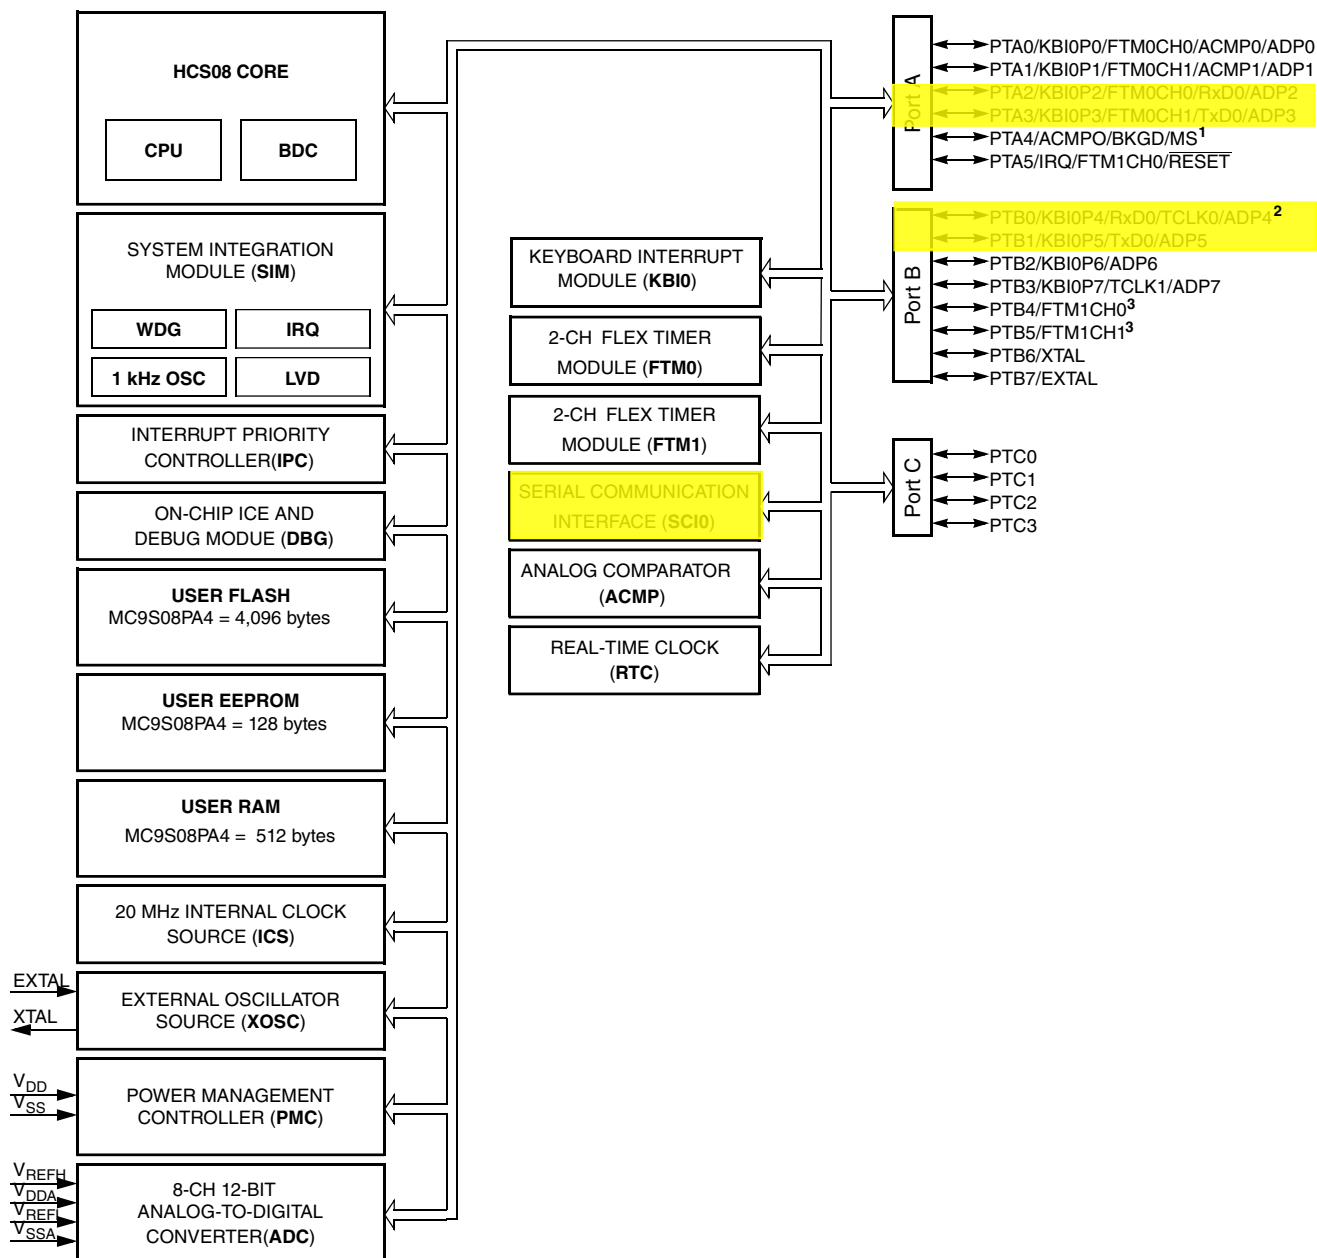 HCS08 CORE
CPU
BDC
SYSTEM INTEGRATION
MODULE (SIM)
WDG
IRQ
1 kHz OSC
LVD
INTERRUPT PRIORITY
CONTROLLER(IPC)
ON-CHIP ICE AND
DEBUG MODUE (DBG)
USER FLASH
MC9S08PA4 = 4,096 bytes
USER EEPROM
MC9S08PA4 = 128 bytes
USER RAM
MC9S08PA4 = 512 bytes
20 MHz INTERNAL CLOCK
SOURCE (ICS)
EXTAL
XTAL
EXTERNAL OSCILLATOR
SOURCE (XOSC)
VDD
VSS
POWER MANAGEMENT
CONTROLLER (PMC)
VREFH
VDDA
VREFL
VSSA
8-CH 12-BIT
ANALOG-TO-DIGITAL
CONVERTER(ADC)
KEYBOARD INTERRUPT
MODULE (KBI0)
2-CH FLEX TIMER
MODULE (FTM0)
2-CH FLEX TIMER
MODULE (FTM1)
SERIAL COMMUNICATION
INTERFACE (SCI0)
ANALOG COMPARATOR
(ACMP)
REAL-TIME CLOCK
(RTC)
Port A
PTA0/KBI0P0/FTM0CH0/ACMP0/ADP0
PTA1/KBI0P1/FTM0CH1/ACMP1/ADP1
PTA2/KBI0P2/FTM0CH0/RxD0/ADP2
PTA3/KBI0P3/FTM0CH1/TxD0/ADP3
PTA4/ACMPO/BKGD/MS1
PTA5/IRQ/FTM1CH0/RESET
Port B
PTB0/KBI0P4/RxD0/TCLK0/ADP42
PTB1/KBI0P5/TxD0/ADP5
PTB2/KBI0P6/ADP6
PTB3/KBI0P7/TCLK1/ADP7
PTB4/FTM1CH03
PTB5/FTM1CH13
PTB6/XTAL
PTB7/EXTAL
Port C
PTC0
PTC1
PTC2
PTC3